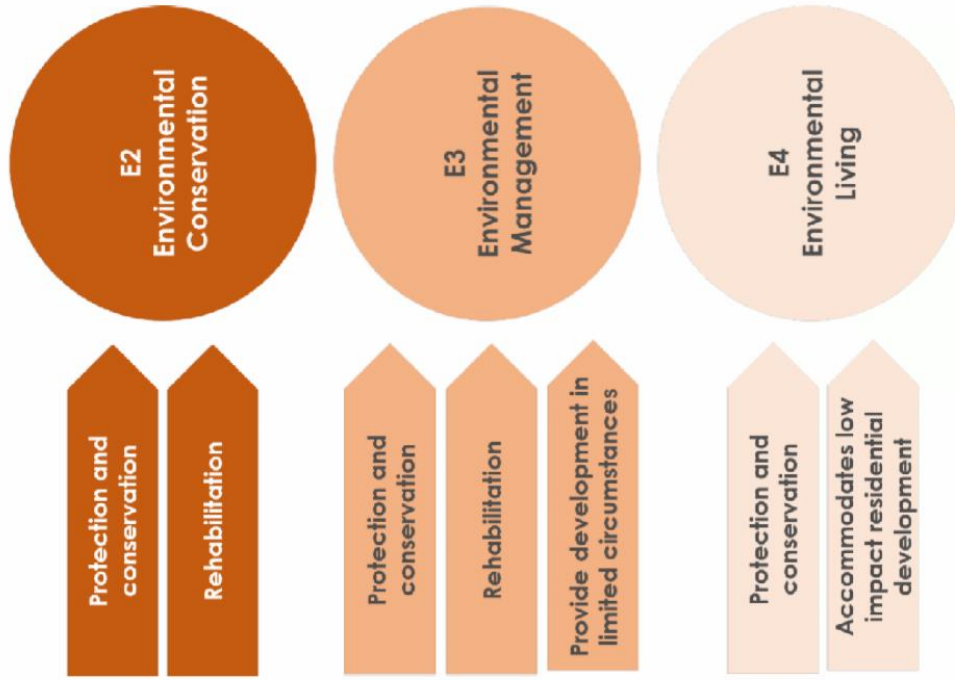 E2
Environmental
Conservation
Protection and
conservation
Rehabilitation
E3
Environmental
Management
Protection and
conservation
Rehabilitation
Provide development in
limited circumstances
E4
Environmental
Living
Protection and
conservation
Accommodates low
impact residential
development